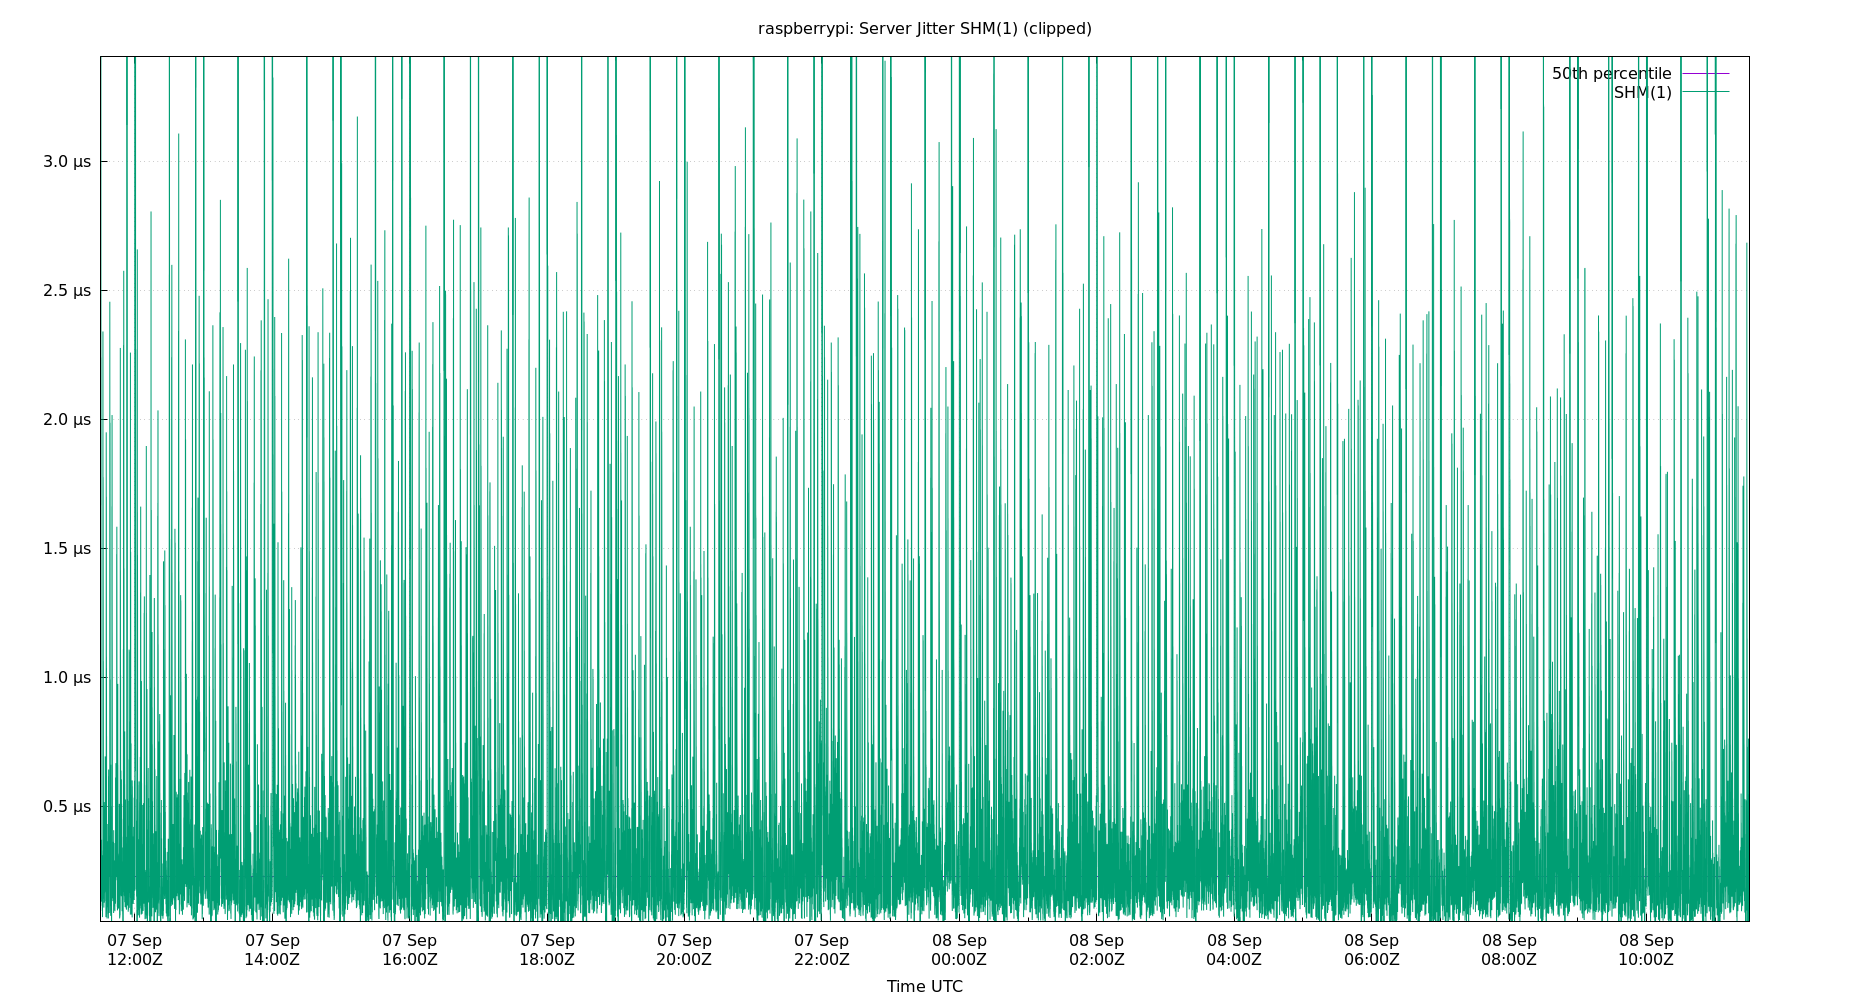 raspberrypi: Server Jitter SHM(1) (clipped)
50th percentile
SHM(1)
3.0 µs
2.5 µs
2.0 µs
1.5 µs
1.0 µs
0.5 µs
07 Sep 07 Sep 07 Sep 07 Sep 07 Sep 07 Sep 08 Sep 08 Sep 08 Sep 08 Sep 08 Sep 08 Sep
12:00Z 14:00Z 16:00Z 18:00Z 20:00Z 22:00Z 00:00Z 02:00Z 04:00Z 06:00Z 08:00Z 10:00Z
Time UTC